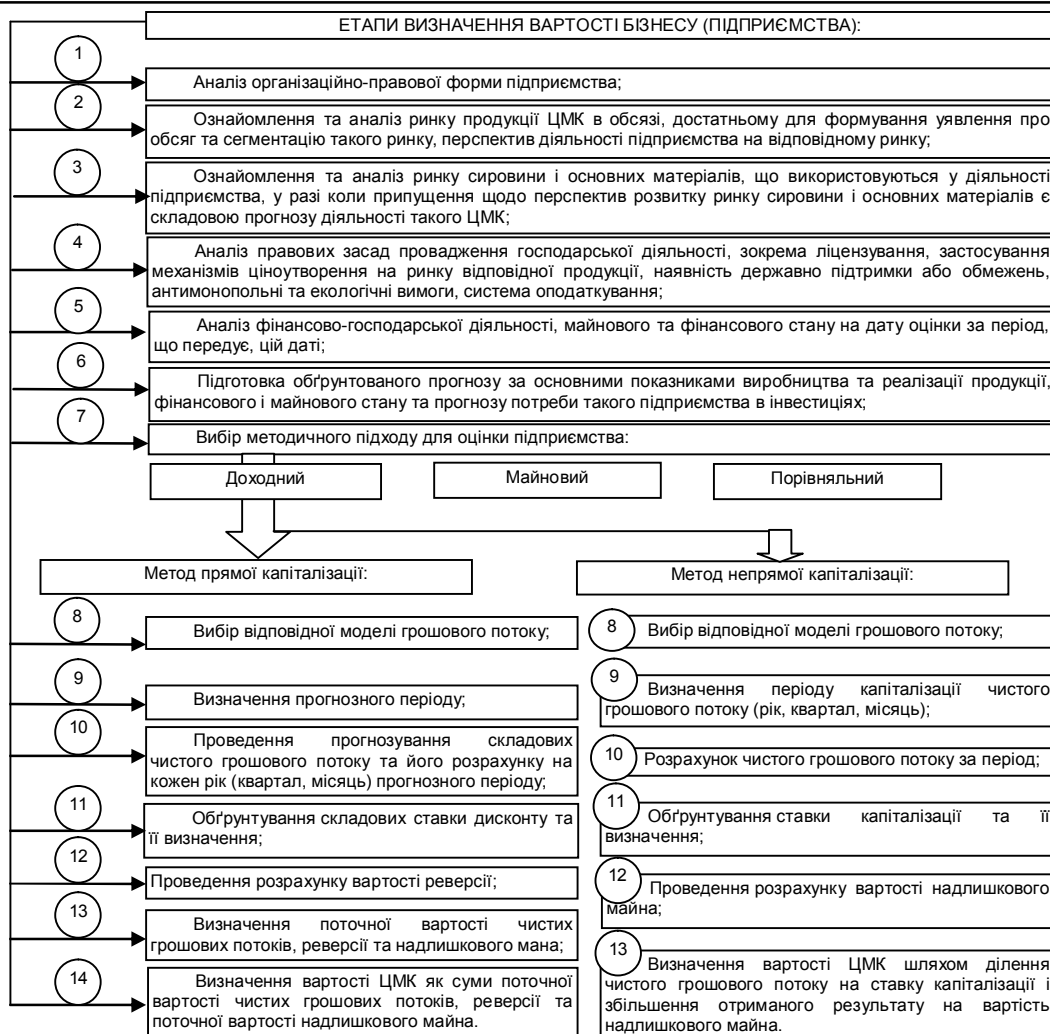 ЕТАПИ ВИЗНАЧЕННЯ ВАРТОСТІ БІЗНЕСУ (ПІДПРИЄМСТВА):
1
Аналіз організаційно-правової форми підприємства;
2
Ознайомлення та аналіз ринку продукції ЦМК в обсязі, достатньому для формування уявлення про
обсяг та сегментацію такого ринку, перспектив діяльності підприємства на відповідному ринку;
3
Ознайомлення та аналіз ринку сировини і основних матеріалів, що використовуються у діяльності
підприємства, у разі коли припущення щодо перспектив розвитку ринку сировини і основних матеріалів є
складовою прогнозу діяльності такого ЦМК;
4
Аналіз правових засад провадження господарської діяльності, зокрема ліцензування, застосування
механізмів ціноутворення на ринку відповідної продукції, наявність державно підтримки або обмежень,
антимонопольні та екологічні вимоги, система оподаткування;
5
Аналіз фінансово-господарської діяльності, майнового та фінансового стану на дату оцінки за період,
що передує, цій даті;
6
Підготовка обґрунтованого прогнозу за основними показниками виробництва та реалізації продукції,
фінансового і майнового стану та прогнозу потреби такого підприємства в інвестиціях;
7
Вибір методичного підходу для оцінки підприємства:
Доходний
Майновий
Порівняльний
Метод прямої капіталізації:
Метод непрямої капіталізації:
8
Вибір відповідної моделі грошового потоку;
9
Визначення прогнозного періоду;
10
Проведення прогнозування складових
чистого грошового потоку та його розрахунку на
кожен рік (квартал, місяць) прогнозного періоду;
11
Обґрунтування складових ставки дисконту та
її визначення;
12
Проведення розрахунку вартості реверсії;
13
Визначення поточної вартості чистих
грошових потоків, реверсії та надлишкового мана;
14
Визначення вартості ЦМК як суми поточної
вартості чистих грошових потоків, реверсії та
поточної вартості надлишкового майна.
8
Вибір відповідної моделі грошового потоку;
9
Визначення періоду капіталізації чистого
грошового потоку (рік, квартал, місяць);
10
Розрахунок чистого грошового потоку за період;
11
Обґрунтування ставки капіталізації та її
визначення;
12
Проведення розрахунку вартості надлишкового
майна;
13
Визначення вартості ЦМК шляхом ділення
чистого грошового потоку на ставку капіталізації і
збільшення отриманого результату на вартість
надлишкового майна.